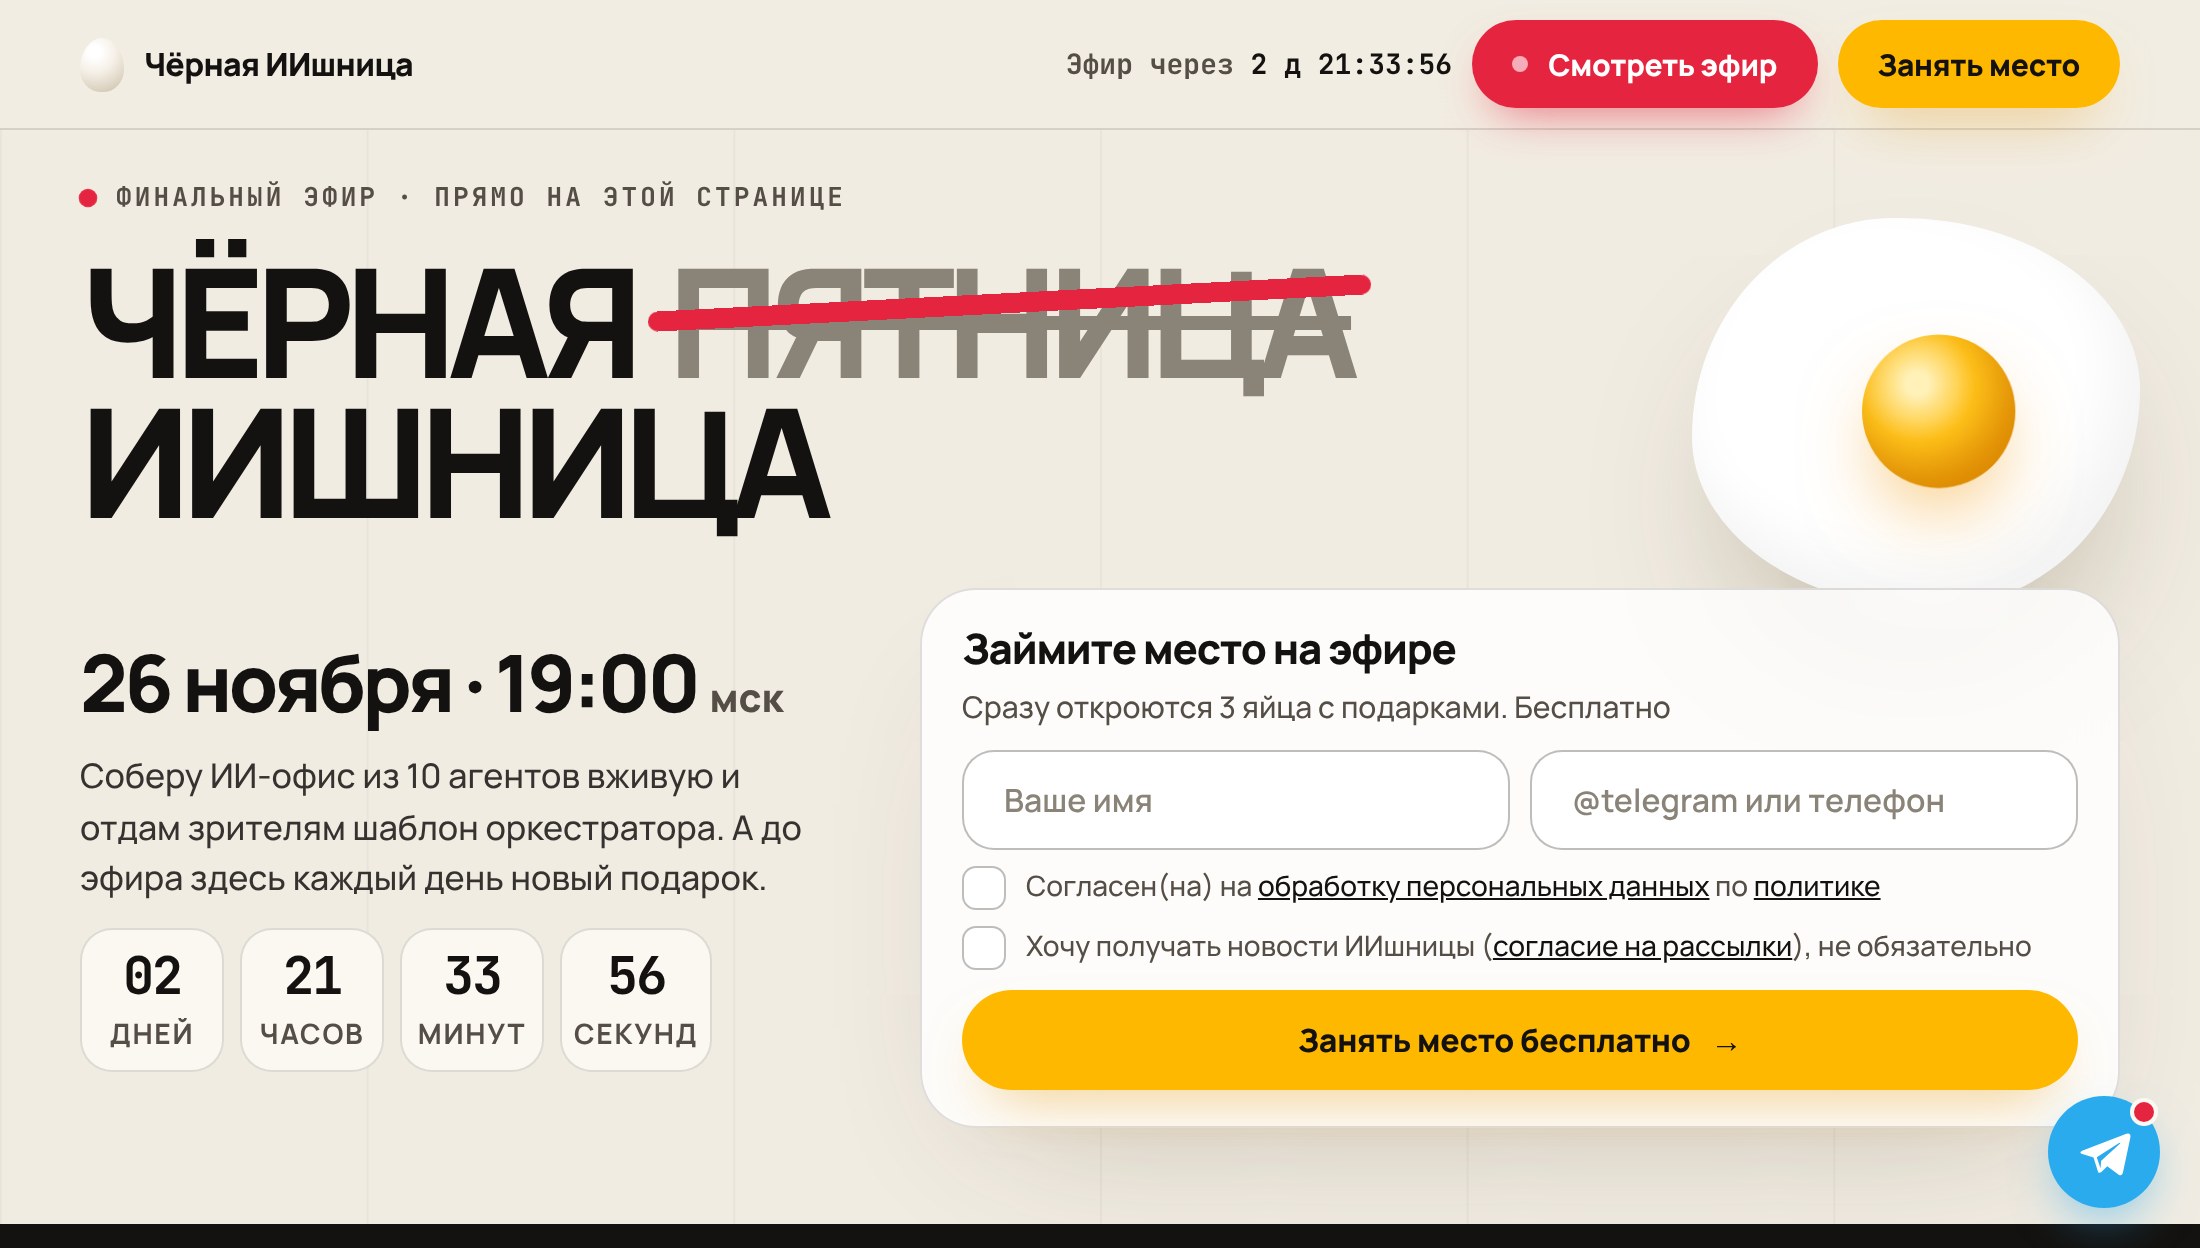 Чёрная ИИшница
Эфир через 2 д 21:33:56
Смотреть эфир
Занять место
ФИНАЛЬНЫЙ ЭФИР · ПРЯМО НА ЭТОЙ СТРАНИЦЕ
ЧЁРНАЯ ПЯТНИЦА
ИИШНИЦА
26 ноября · 19:00 мск
Соберу ИИ-офис из 10 агентов вживую и
отдам зрителям шаблон оркестратора. А до
эфира здесь каждый день новый подарок.
02 ДНЕЙ
21 ЧАСОВ
33 МИНУТ
56 СЕКУНД
Займите место на эфире
Сразу откроются 3 яйца с подарками. Бесплатно
Ваше имя
@telegram или телефон
Согласен(на) на обработку персональных данных по политике
Хочу получать новости ИИшницы (согласие на рассылки), не обязательно
Занять место бесплатно →